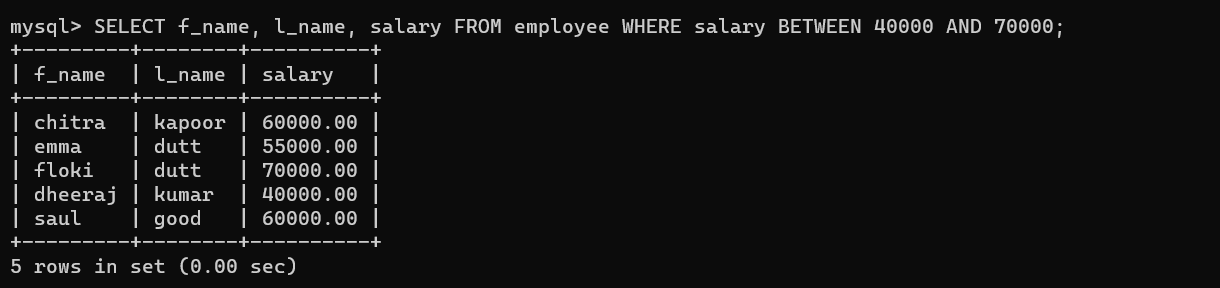 mysql> SELECT f_name, l_name, salary FROM employee WHERE salary BETWEEN 40000 AND 70000;
+---------+--------+----------+
| f_name  | l_name | salary   |
+---------+--------+----------+
| chitra  | kapoor | 60000.00 |
| emma    | dutt   | 55000.00 |
| floki   | dutt   | 70000.00 |
| dheeraj | kumar  | 40000.00 |
| saul    | good   | 60000.00 |
+---------+--------+----------+
5 rows in set (0.00 sec)